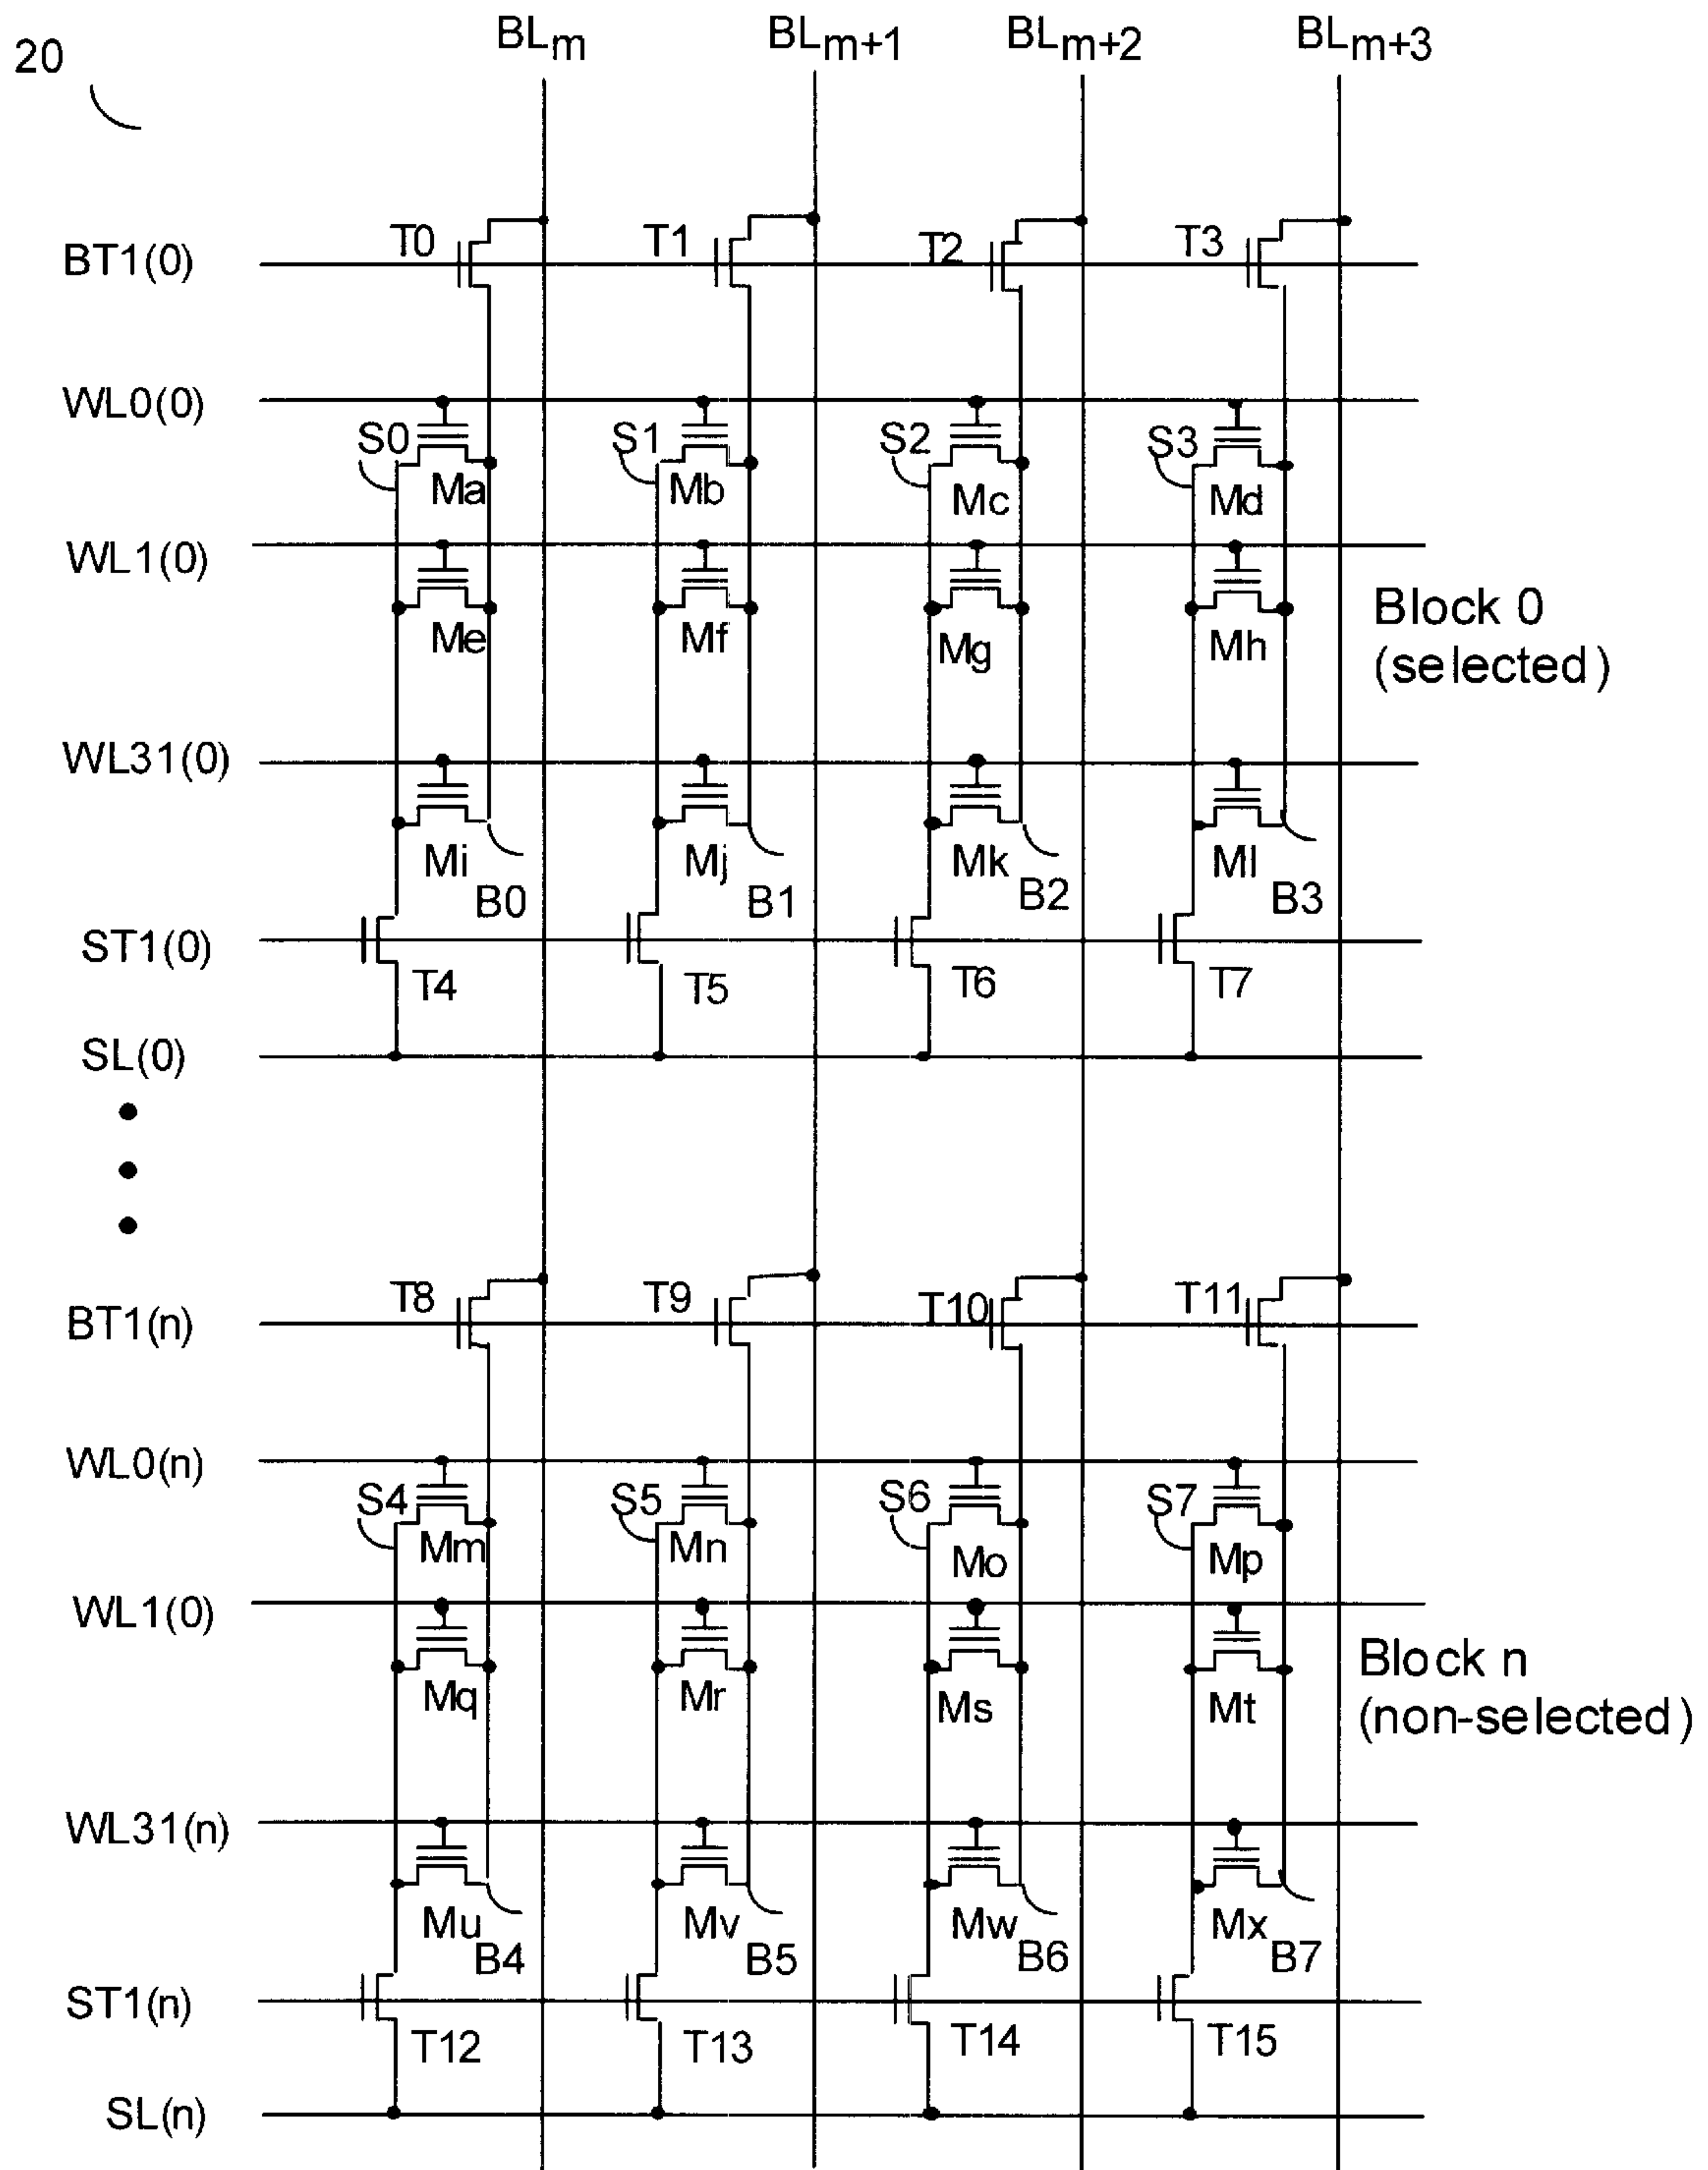 20
BLm BLm+1 BLm+2 BLm+3
BT1(0) T0 T1 T2 T3
WL0(0)
S0 S1 S2 S3
Ma Mb Mc Md
WL1(0)
Me Mf Mg Mh
Block 0
(selected)
WL31(0)
Mi Mj Mk Ml
B0 B1 B2 B3
ST1(0)
T4 T5 T6 T7
SL(0)
BT1(n) T8 T9 T10 T11
WL0(n)
S4 S5 S6 S7
Mm Mn Mo Mp
WL1(0)
Mq Mr Ms Mt
Block n
(non-selected)
WL31(n)
Mu Mv Mw Mx
B4 B5 B6 B7
ST1(n)
T12 T13 T14 T15
SL(n)